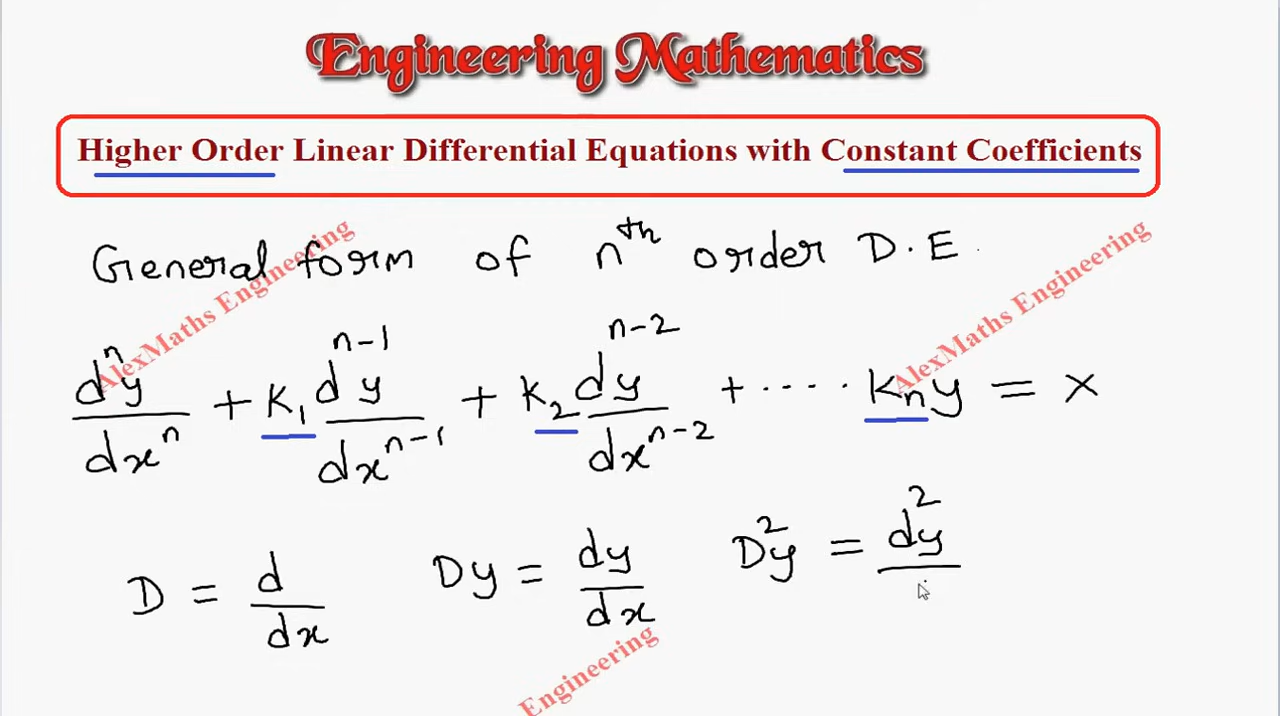 Engineering Mathematics
Higher Order Linear Differential Equations with Constant Coefficients
General form of nᵗʰ order D.E.
dⁿy/dxⁿ + K₁ dⁿ⁻¹y/dxⁿ⁻¹ + K₂ dⁿ⁻²y/dxⁿ⁻² + ···· Kₙy = X
D = d/dx   Dy = dy/dx   D²y = d²y/
AlexMaths Engineering
AlexMaths Engineering
Engineering